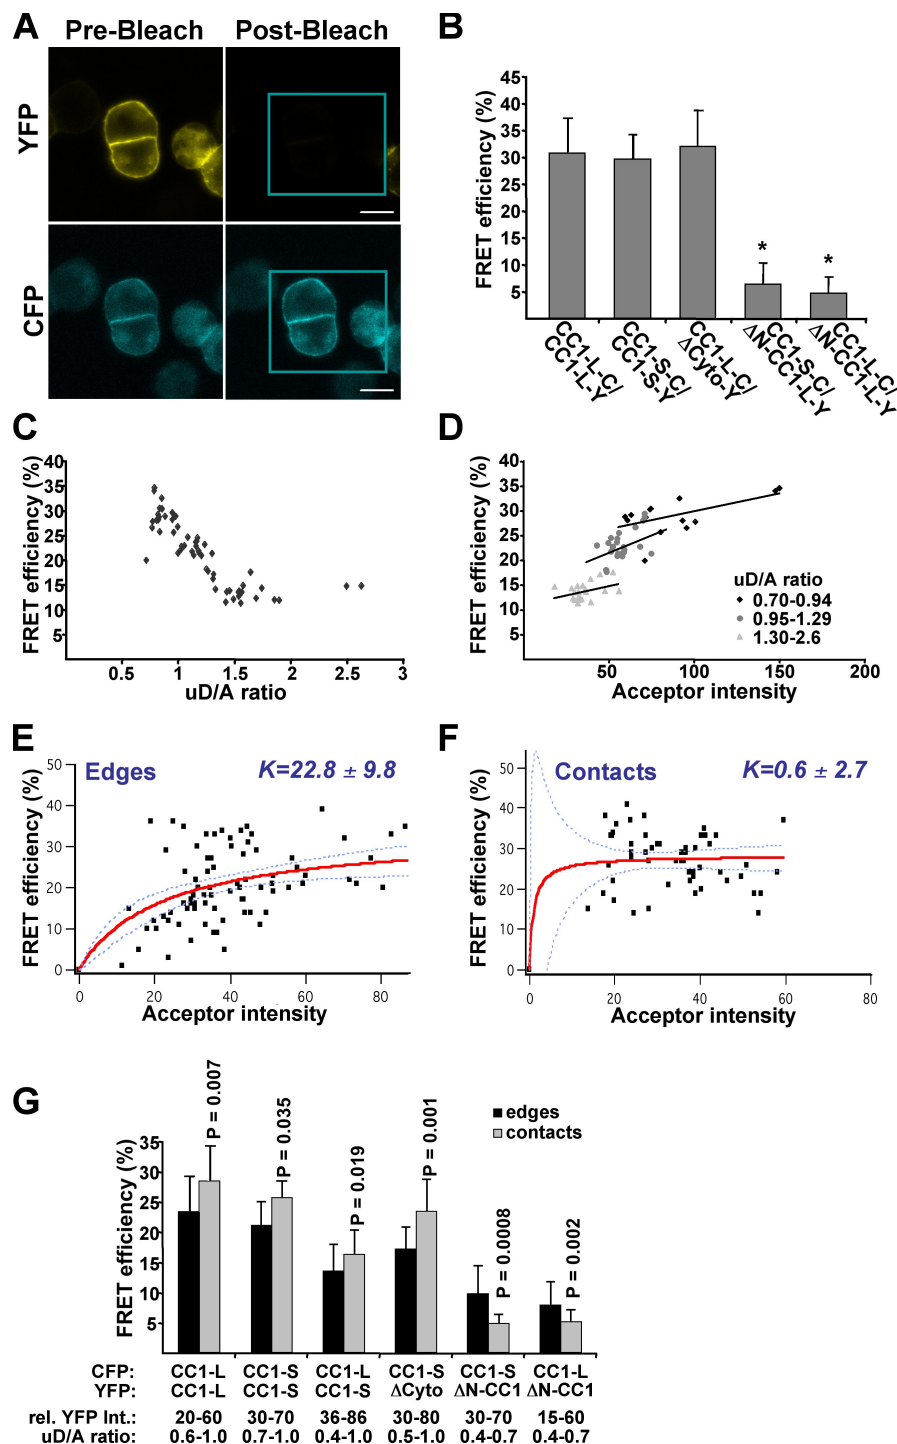 A
Pre-Bleach
Post-Bleach
YFP
CFP
B
FRET efficiency (%)
45
40
35
30
25
20
15
10
5
*
*
CC1-L-C/
CC1-L-Y
CC1-S-C/
CC1-S-Y
CC1-L-C/
ΔCyto-Y
CC1-S-C/
ΔN-CC1-L-Y
CC1-L-C/
ΔN-CC1-L-Y
C
FRET efficiency (%)
40
35
30
25
20
15
10
5
0.5 1 1.5 2 2.5 3
uD/A ratio
D
FRET efficiency (%)
40
35
30
25
20
15
10
5
uD/A ratio
0.70-0.94
0.95-1.29
1.30-2.6
50 100 150 200
Acceptor intensity
E
FRET efficiency (%)
Edges
K=22.8 ± 9.8
50
40
30
20
10
0
0 20 40 60 80
Acceptor intensity
F
FRET efficiency (%)
Contacts
K=0.6 ± 2.7
50
40
30
20
10
0
0 20 40 60 80
Acceptor intensity
G
FRET efficiency (%)
edges
contacts
35
30
25
20
15
10
5
P = 0.007
P = 0.035
P = 0.019
P = 0.001
P = 0.0008
P = 0.002
CFP: CC1-L CC1-S CC1-L CC1-S CC1-S CC1-L
YFP: CC1-L CC1-S CC1-S ΔCyto ΔN-CC1 ΔN-CC1
rel. YFP Int.: 20-60 30-70 36-86 30-80 30-70 15-60
uD/A ratio: 0.6-1.0 0.7-1.0 0.4-1.0 0.5-1.0 0.4-0.7 0.4-0.7